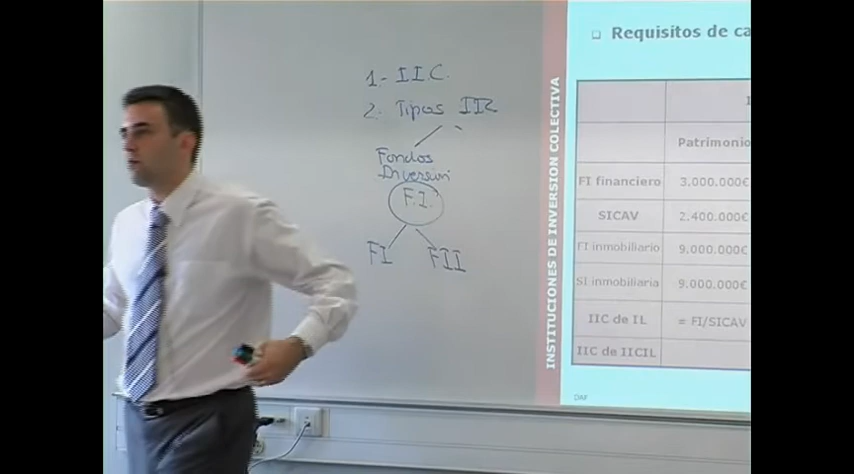 1.- IIC.
2. Tipos IIC
Fondos
Inversión
F.I.
FI
FII
INSTITUCIONES DE INVERSION COLECTIVA
Requisitos de ca
I
Patrimonio
FI financiero 3.000.000€
SICAV 2.400.000€
FI inmobiliario 9.000.000€
SI inmobiliaria 9.000.000€
IIC de IL = FI/SICAV
IIC de IICIL